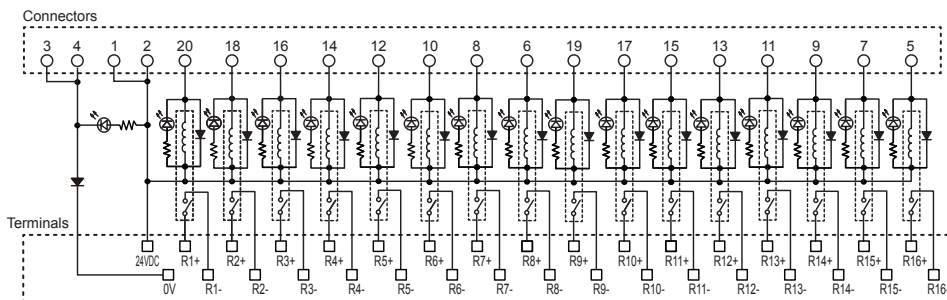 Connectors
3 4 1 2 20 18 16 14 12 10 8 6 19 17 15 13 11 9 7 5
Terminals
24VDC R1+ R2+ R3+ R4+ R5+ R6+ R7+ R8+ R9+ R10+ R11+ R12+ R13+ R14+ R15+ R16+
0V R1- R2- R3- R4- R5- R6- R7- R8- R9- R10- R11- R12- R13- R14- R15- R16-